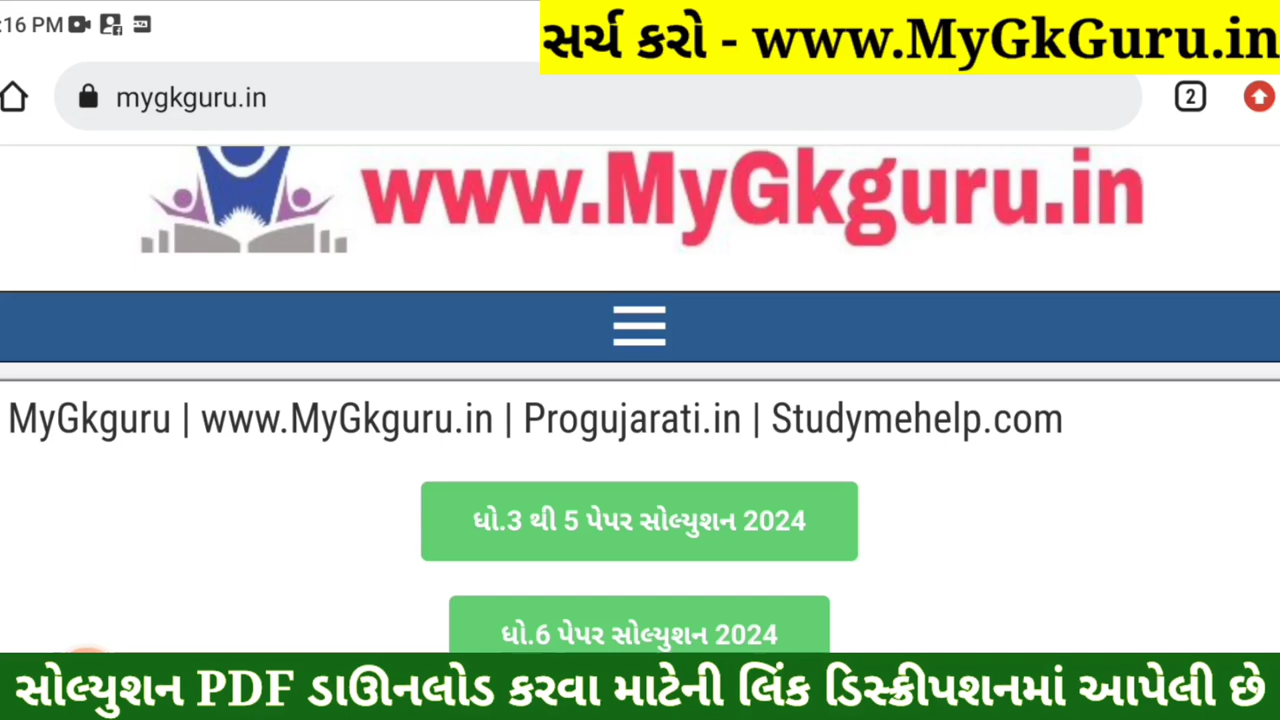 :16 PM
સર્ચ કરો - www.MyGkGuru.in
mygkguru.in
2
www.MyGkguru.in
MyGkguru | www.MyGkguru.in | Progujarati.in | Studymehelp.com
ધો.3 થી 5 પેપર સોલ્યુશન 2024
ધો.6 પેપર સોલ્યુશન 2024
સોલ્યુશન PDF ડાઊનલોડ કરવા માટેની લિંક ડિસ્ક્રીપશનમાં આપેલી છે